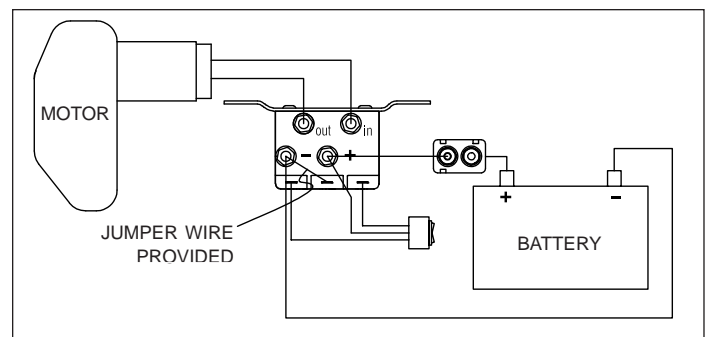 MOTOR
out
in
− +
JUMPER WIRE
PROVIDED
+ −
BATTERY